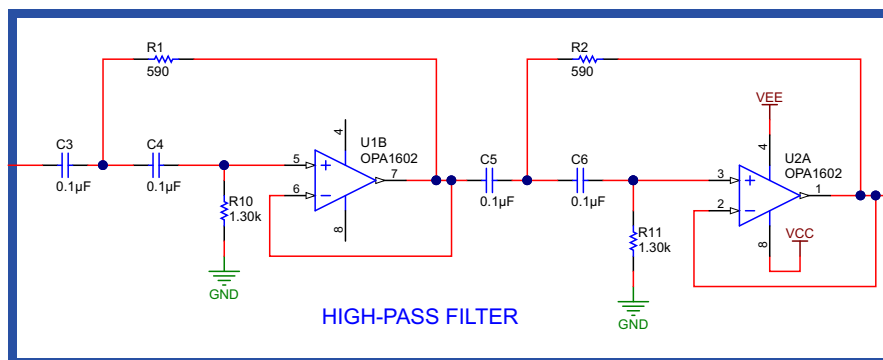 R1
590
R2
590
C3
0.1µF
C4
0.1µF
R10
1.30k
GND
4
U1B
OPA1602
5
6
7
8
C5
0.1µF
C6
0.1µF
R11
1.30k
GND
VEE
4
U2A
OPA1602
3
2
1
8
VCC
HIGH-PASS FILTER